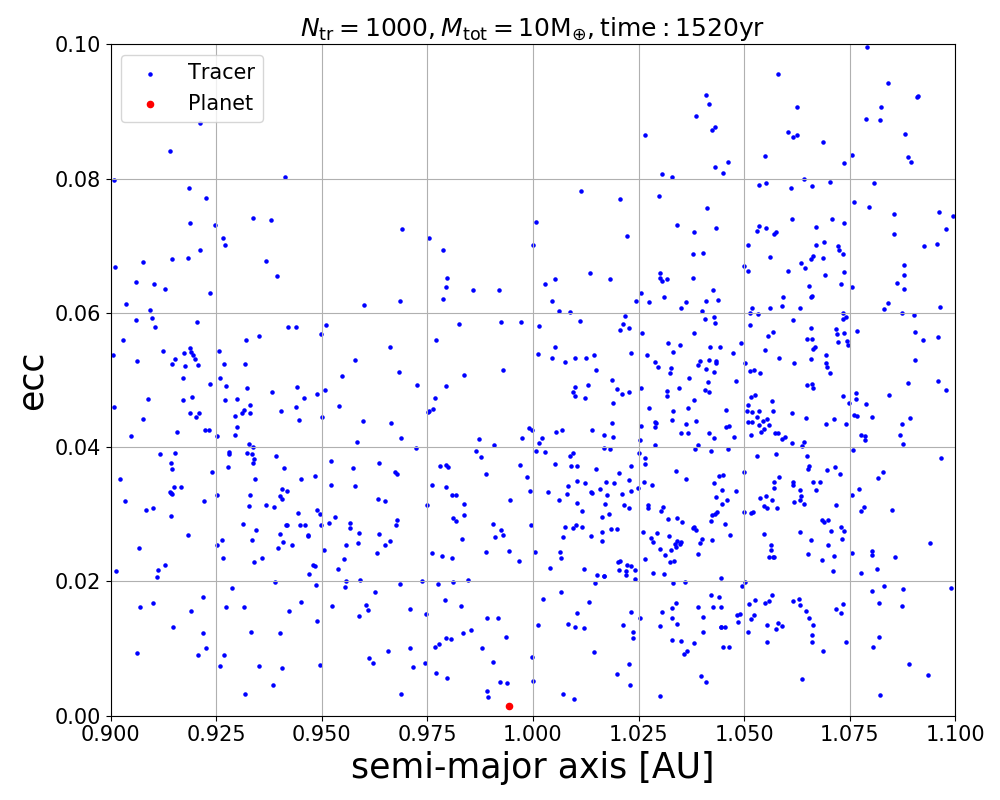 N_tr = 1000, M_tot = 10M_⊕, time : 1520yr
Tracer
Planet
0.10
0.08
0.06
0.04
0.02
0.00
ecc
0.900 0.925 0.950 0.975 1.000 1.025 1.050 1.075 1.100
semi-major axis [AU]